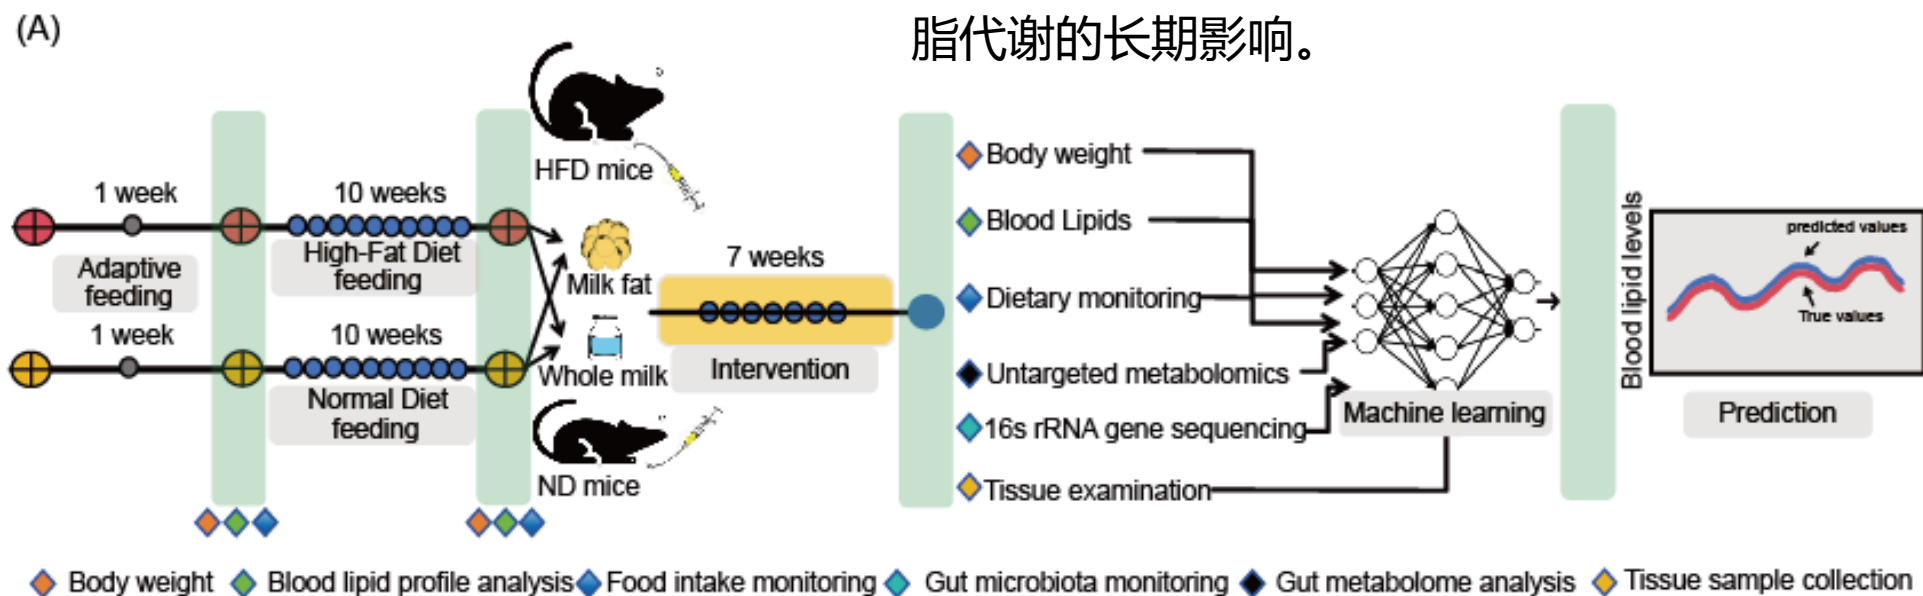 (A)
脂代谢的长期影响。
HFD mice
1 week
10 weeks
Adaptive
feeding
High-Fat Diet
feeding
1 week
10 weeks
Normal Diet
feeding
Milk fat
Whole milk
ND mice
7 weeks
Intervention
Body weight
Blood Lipids
Dietary monitoring
Untargeted metabolomics
16s rRNA gene sequencing
Tissue examination
Machine learning
Blood lipid levels
predicted values
True values
Prediction
Body weight
Blood lipid profile analysis
Food intake monitoring
Gut microbiota monitoring
Gut metabolome analysis
Tissue sample collection